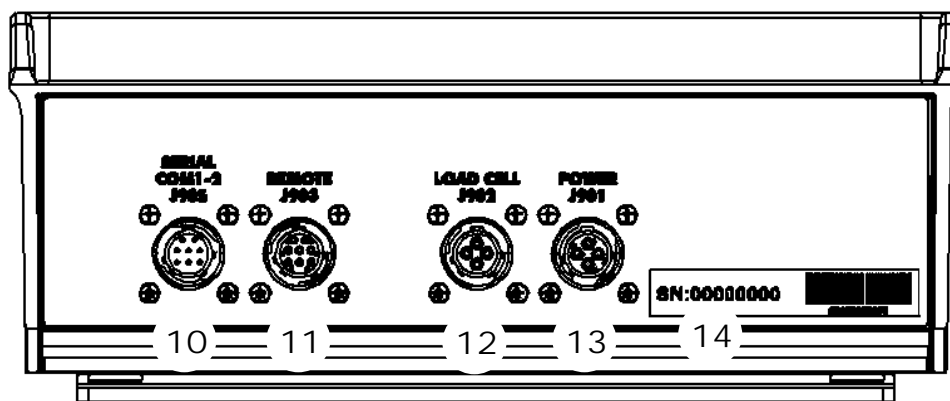 SERIAL
COM1-2
J905
REMOTE
J903
LOAD CELL
J902
POWER
J901
SN:00000000
10
11
12
13
14